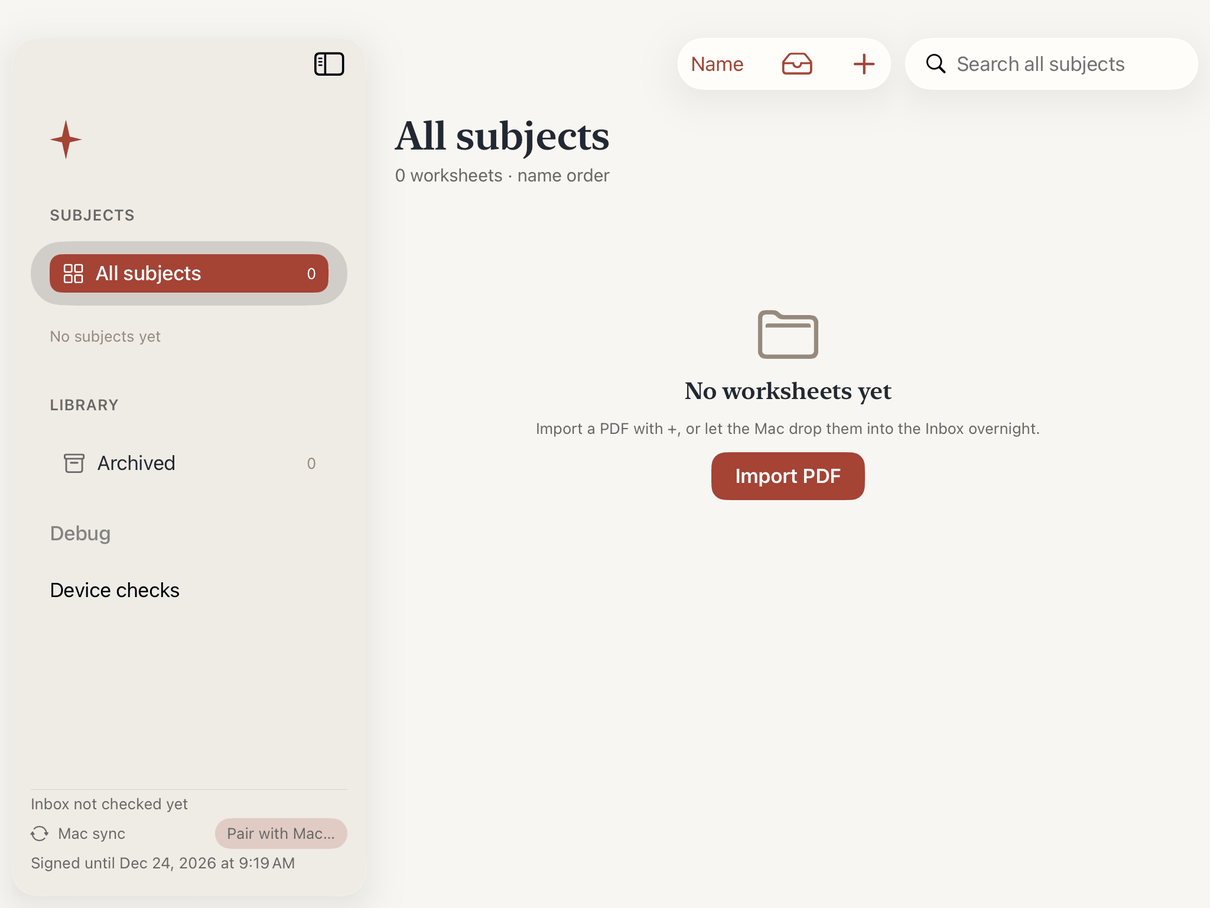 Name
Search all subjects
All subjects
0 worksheets · name order
SUBJECTS
All subjects 0
No subjects yet
LIBRARY
Archived 0
Debug
Device checks
Inbox not checked yet
Mac sync Pair with Mac...
Signed until Dec 24, 2026 at 9:19 AM
No worksheets yet
Import a PDF with +, or let the Mac drop them into the Inbox overnight.
Import PDF